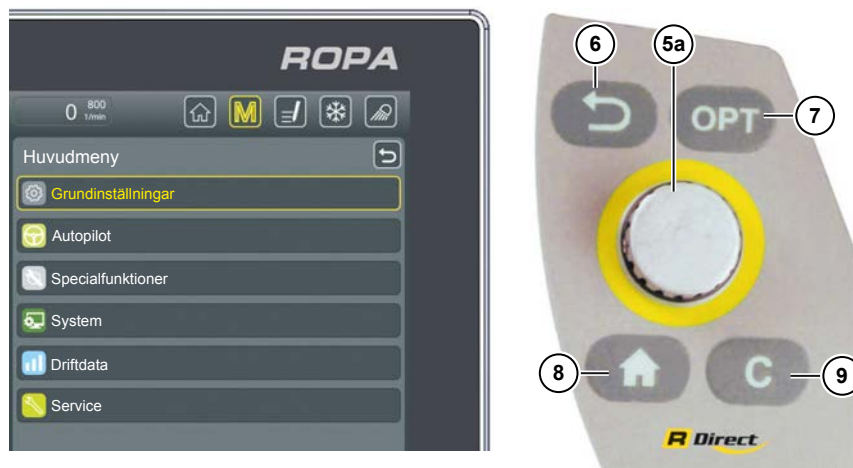 ROPA
0 800 1/min
M
Huvudmeny
Grundinställningar
Autopilot
Specialfunktioner
System
Driftdata
Service
6
5a
7
OPT
8
C
9
R Direct